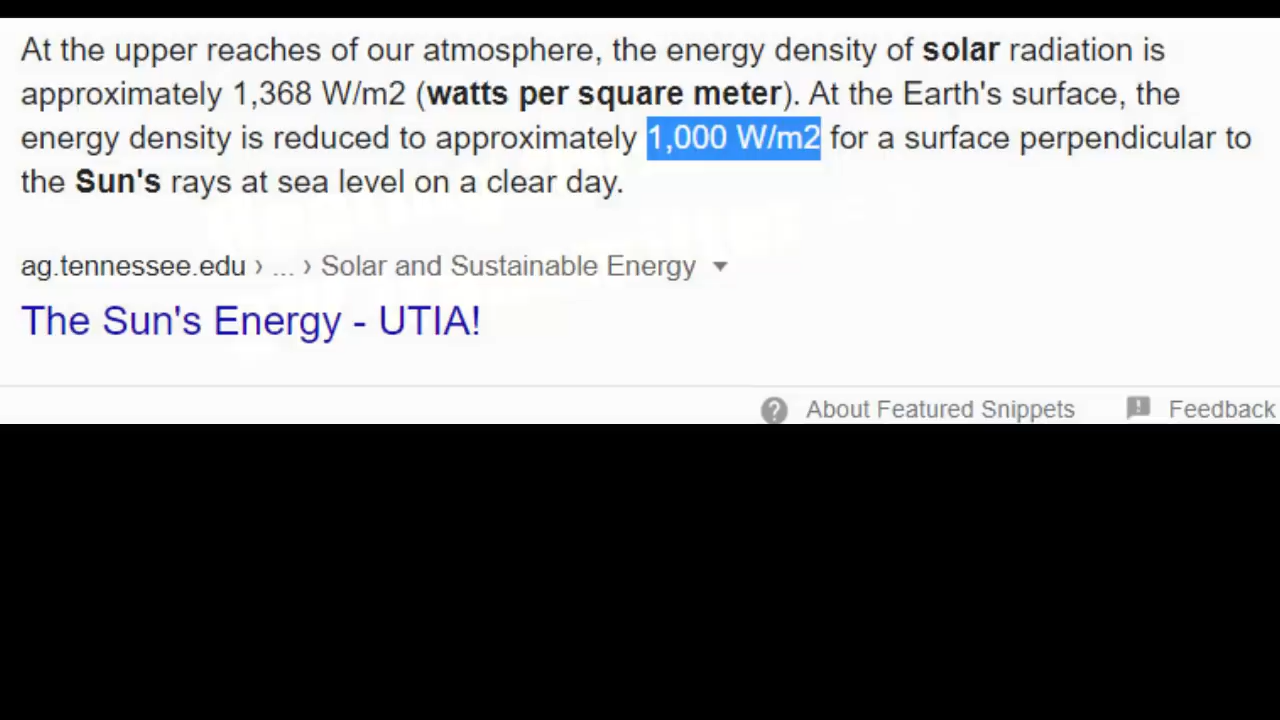 At the upper reaches of our atmosphere, the energy density of solar radiation is
approximately 1,368 W/m2 (watts per square meter). At the Earth's surface, the
energy density is reduced to approximately 1,000 W/m2 for a surface perpendicular to
the Sun's rays at sea level on a clear day.
ag.tennessee.edu › ... › Solar and Sustainable Energy
The Sun's Energy - UTIA!
About Featured Snippets Feedback